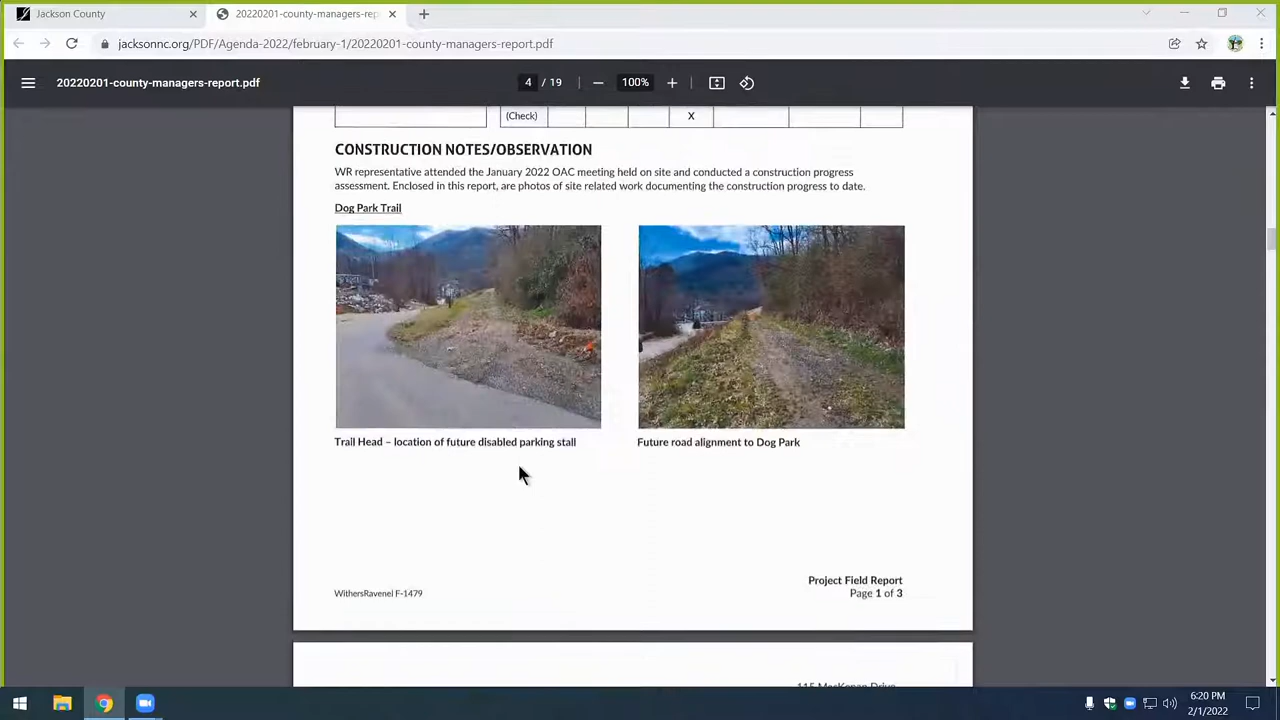 Jackson County
20220201-county-managers-rep
jacksonnc.org/PDF/Agenda-2022/february-1/20220201-county-managers-report.pdf
20220201-county-managers-report.pdf
4 / 19
100%
(Check)
X
CONSTRUCTION NOTES/OBSERVATION
WR representative attended the January 2022 OAC meeting held on site and conducted a construction progress
assessment. Enclosed in this report, are photos of site related work documenting the construction progress to date.
Dog Park Trail
Trail Head – location of future disabled parking stall
Future road alignment to Dog Park
WithersRavenel F-1479
Project Field Report
Page 1 of 3
115 MacKenan Drive
6:20 PM
2/1/2022